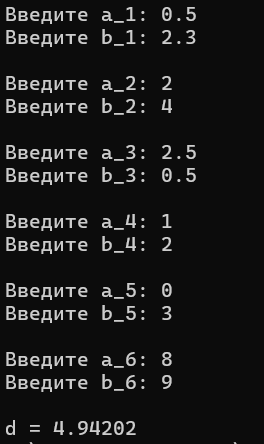 Введите a_1: 0.5
Введите b_1: 2.3
Введите a_2: 2
Введите b_2: 4
Введите a_3: 2.5
Введите b_3: 0.5
Введите a_4: 1
Введите b_4: 2
Введите a_5: 0
Введите b_5: 3
Введите a_6: 8
Введите b_6: 9
d = 4.94202